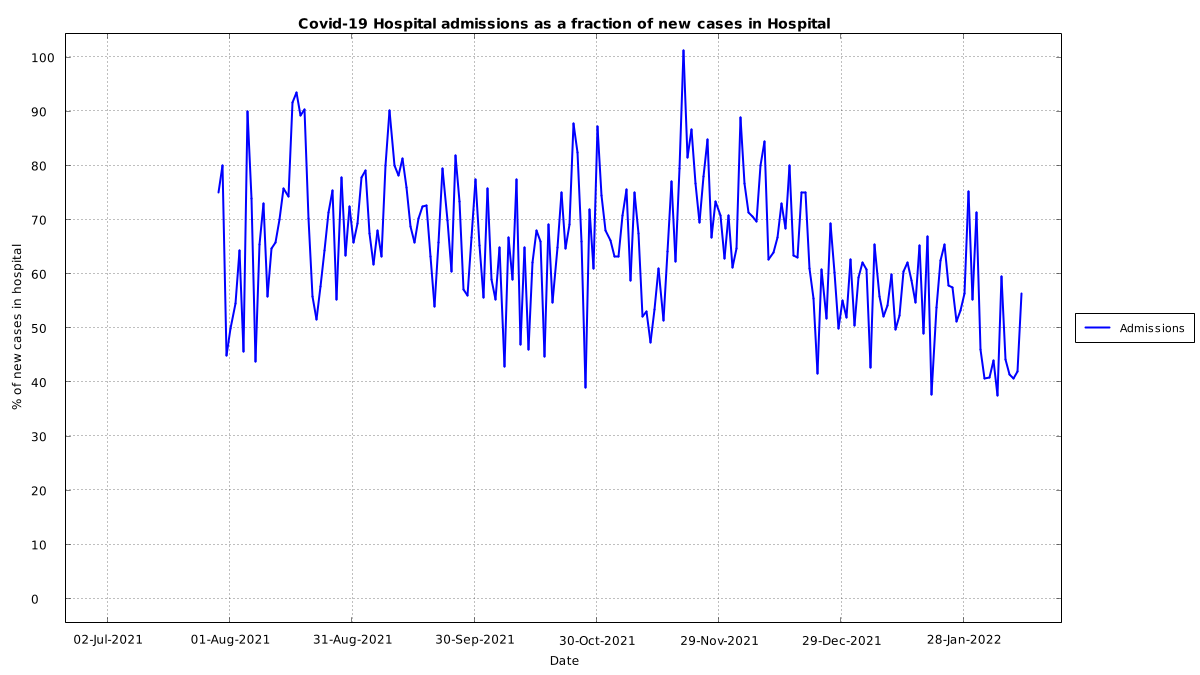 Covid-19 Hospital admissions as a fraction of new cases in Hospital
100
90
80
70
60
50
40
30
20
10
0
% of new cases in hospital
02-Jul-2021
01-Aug-2021
31-Aug-2021
30-Sep-2021
30-Oct-2021
29-Nov-2021
29-Dec-2021
28-Jan-2022
Date
Admissions